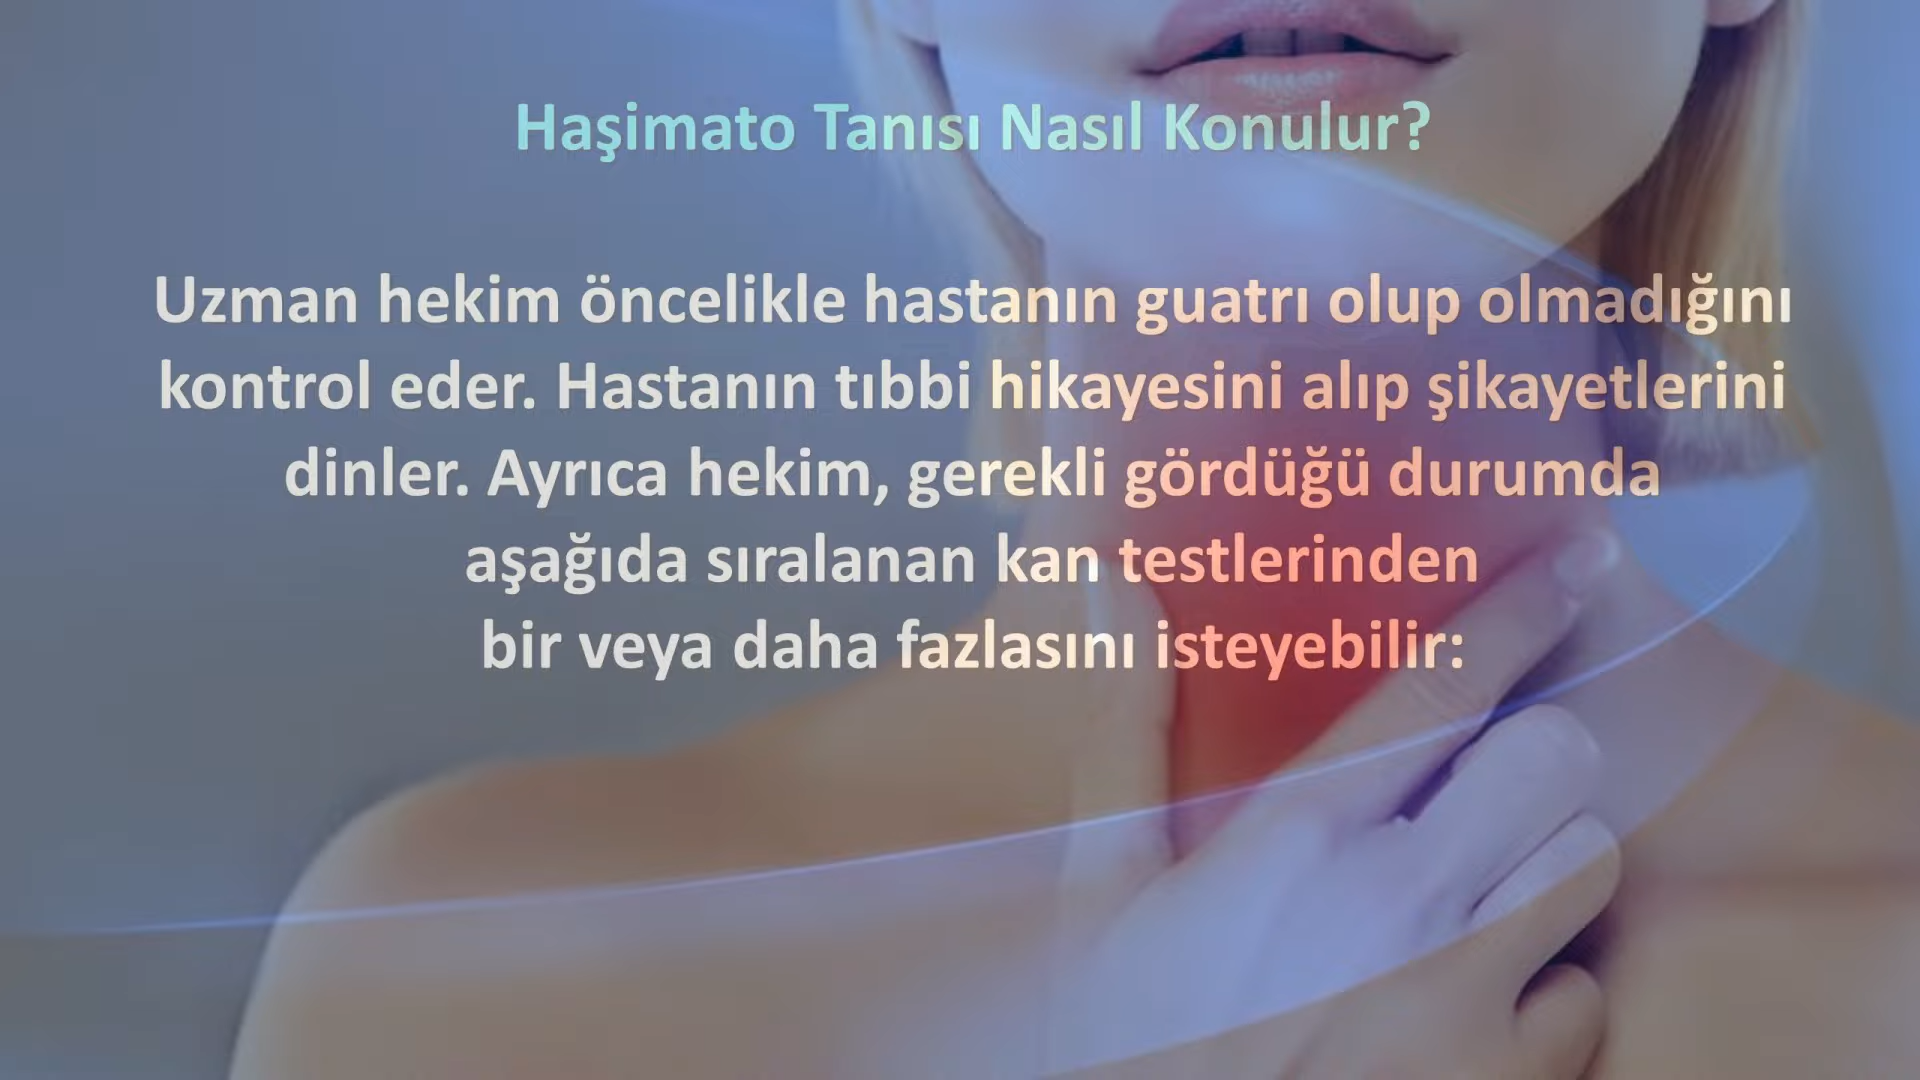 Haşimato Tanısı Nasıl Konulur?
Uzman hekim öncelikle hastanın guatrı olup olmadığını
kontrol eder. Hastanın tıbbi hikayesini alıp şikayetlerini
dinler. Ayrıca hekim, gerekli gördüğü durumda
aşağıda sıralanan kan testlerinden
bir veya daha fazlasını isteyebilir: